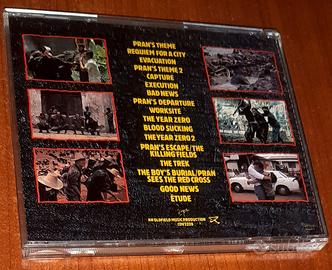 PRAN'S THEME
REQUIEM FOR A CITY
EVACUATION
PRAN'S THEME 2
CAPTURE
EXECUTION
BAD NEWS
PRAN'S DEPARTURE
WORKSITE
THE YEAR ZERO
BLOOD SUCKING
THE YEAR ZERO 2
PRAN'S ESCAPE/THE
KILLING FIELDS
THE TREK
THE BOY'S BURIAL/PRAN
SEES THE RED CROSS
GOOD NEWS
ÉTUDE
AN OLDFIELD MUSIC PRODUCTION